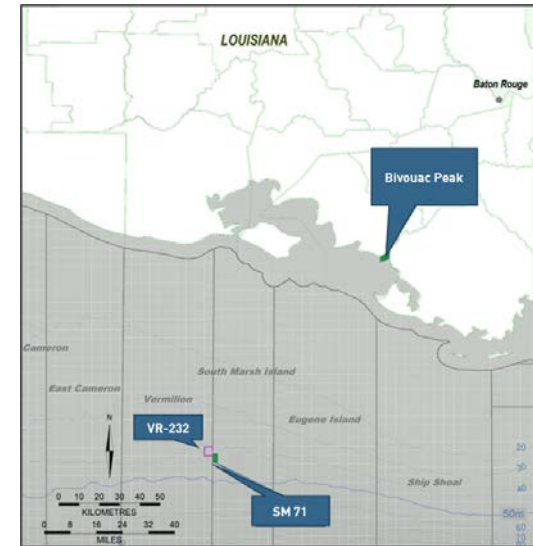 LOUISIANA
Baton Rouge
Bivouac Peak
Cameron
South Marsh Island
East Cameron
Vermilion
Eugene Island
N
VR-232
20
30
Ship Shoal
40
0 10 20 30 40 50
KILOMETRES
SM 71
50m
0 8 16 24 32 40
MILES
60